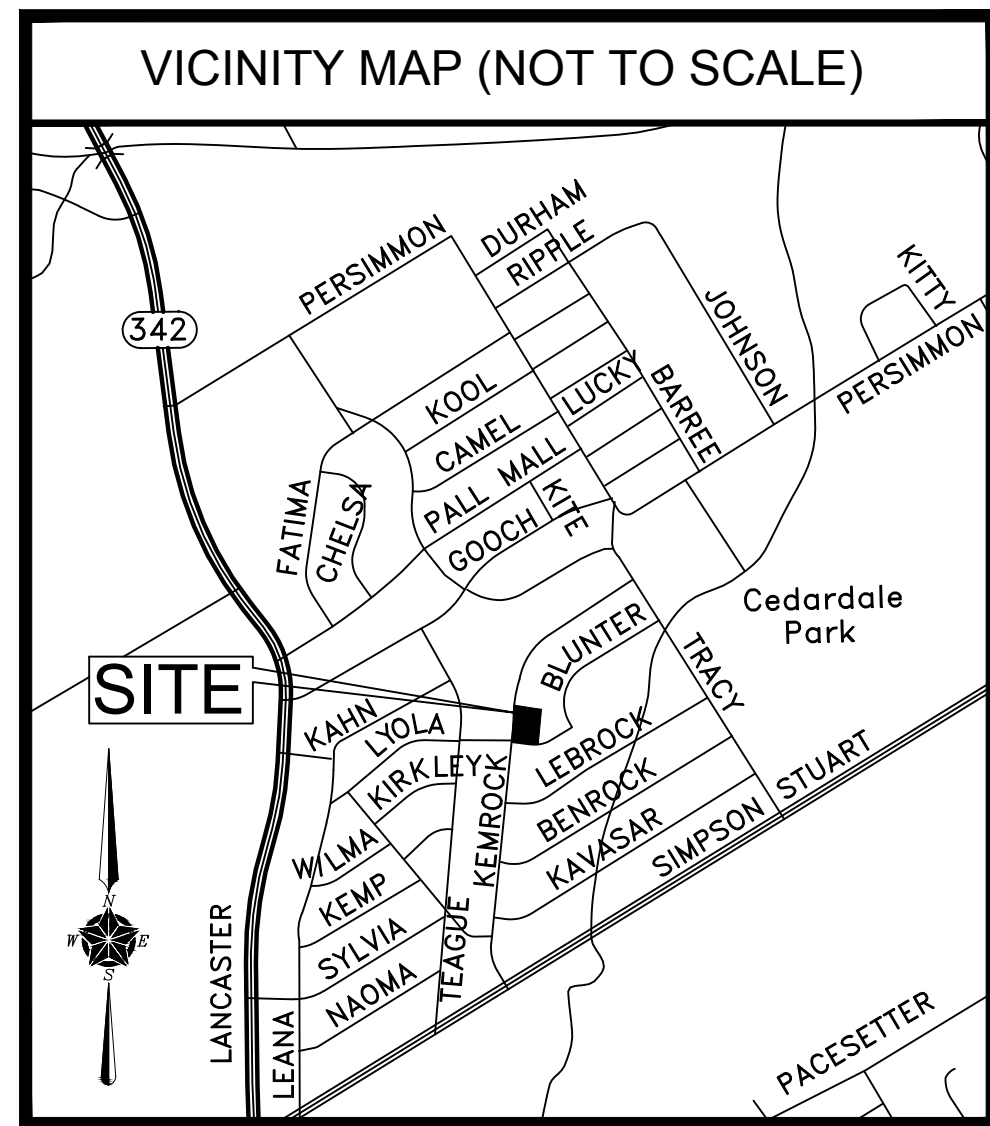 VICINITY MAP (NOT TO SCALE)
DURHAM
PERSIMMON
RIPPLE
KITTY
342
JOHNSON
PERSIMMON
KOOL
LUCKY
BARREE
CAMEL
PALL MALL
KITE
FATIMA
CHELSA
GOOCH
Cedardale
Park
BLUNTER
TRACY
SITE
KAHN
LYOLA
LEBROCK
KIRKLEY
STUART
BENROCK
KEMROCK
KAVASAR
SIMPSON
WILMA
KEMP
N
W
E
S
LANCASTER
SYLVIA
TEAGUE
NAOMA
LEANA
PACESETTER